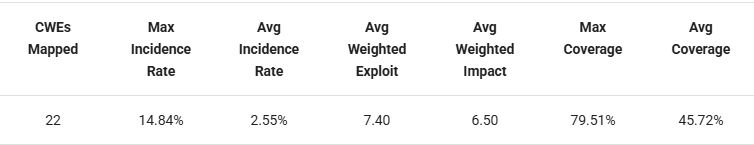 CWEs Mapped	Max Incidence Rate	Avg Incidence Rate	Avg Weighted Exploit	Avg Weighted Impact	Max Coverage	Avg Coverage
22	14.84%	2.55%	7.40	6.50	79.51%	45.72%